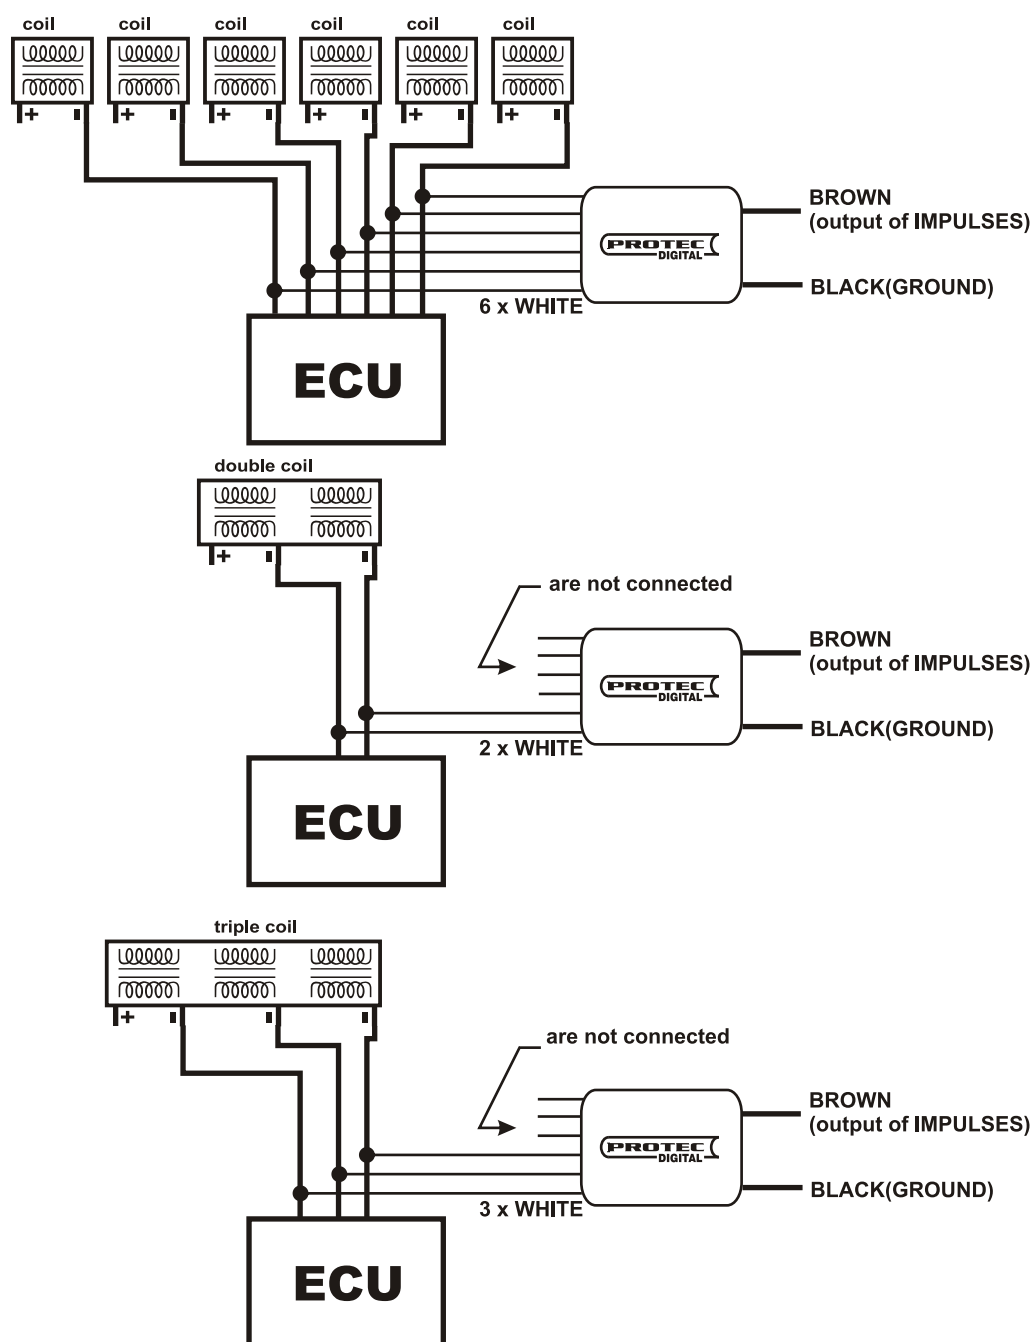 coil coil coil coil coil coil
+ - + - + - + - + - + -
BROWN
(output of IMPULSES)
PROTEC
DIGITAL
BLACK(GROUND)
6 x WHITE
ECU
double coil
+ - -
are not connected
BROWN
(output of IMPULSES)
PROTEC
DIGITAL
BLACK(GROUND)
2 x WHITE
ECU
triple coil
+ - - -
are not connected
BROWN
(output of IMPULSES)
PROTEC
DIGITAL
BLACK(GROUND)
3 x WHITE
ECU